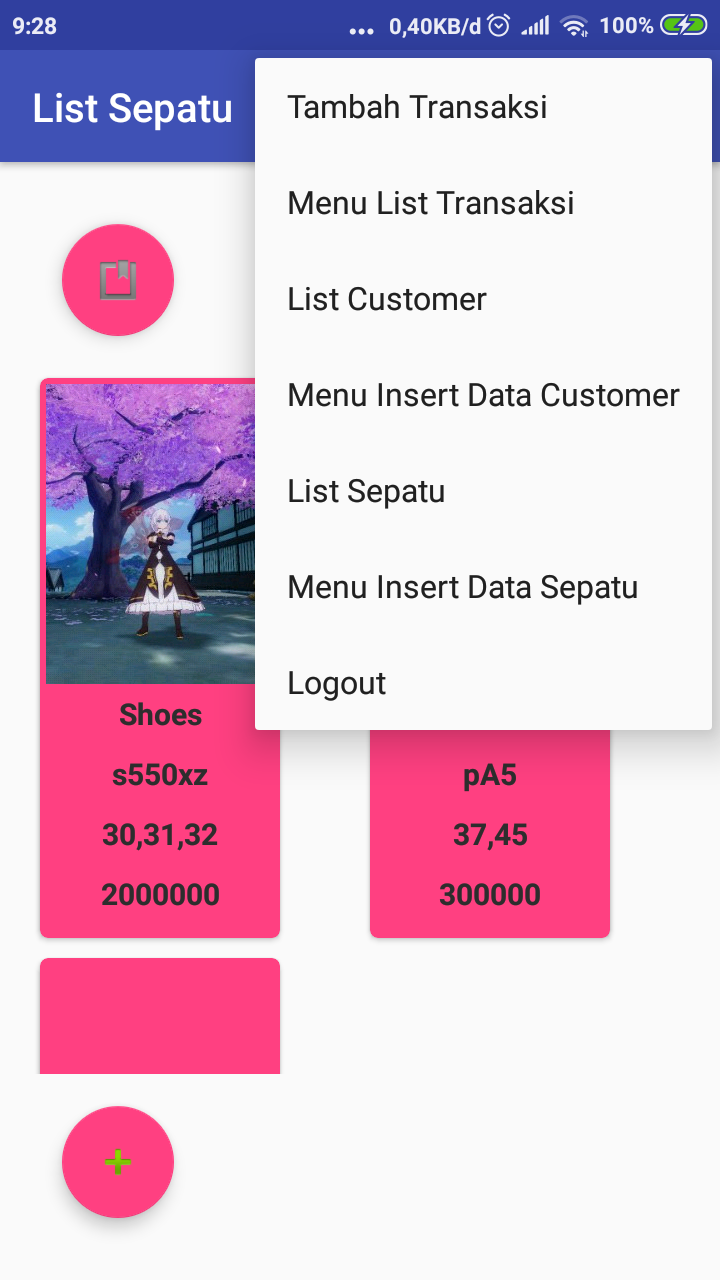 9:28
... 0,40KB/d 100%
List Sepatu
Tambah Transaksi
Menu List Transaksi
List Customer
Menu Insert Data Customer
List Sepatu
Menu Insert Data Sepatu
Logout
Shoes
s550xz
30,31,32
2000000
pA5
37,45
300000